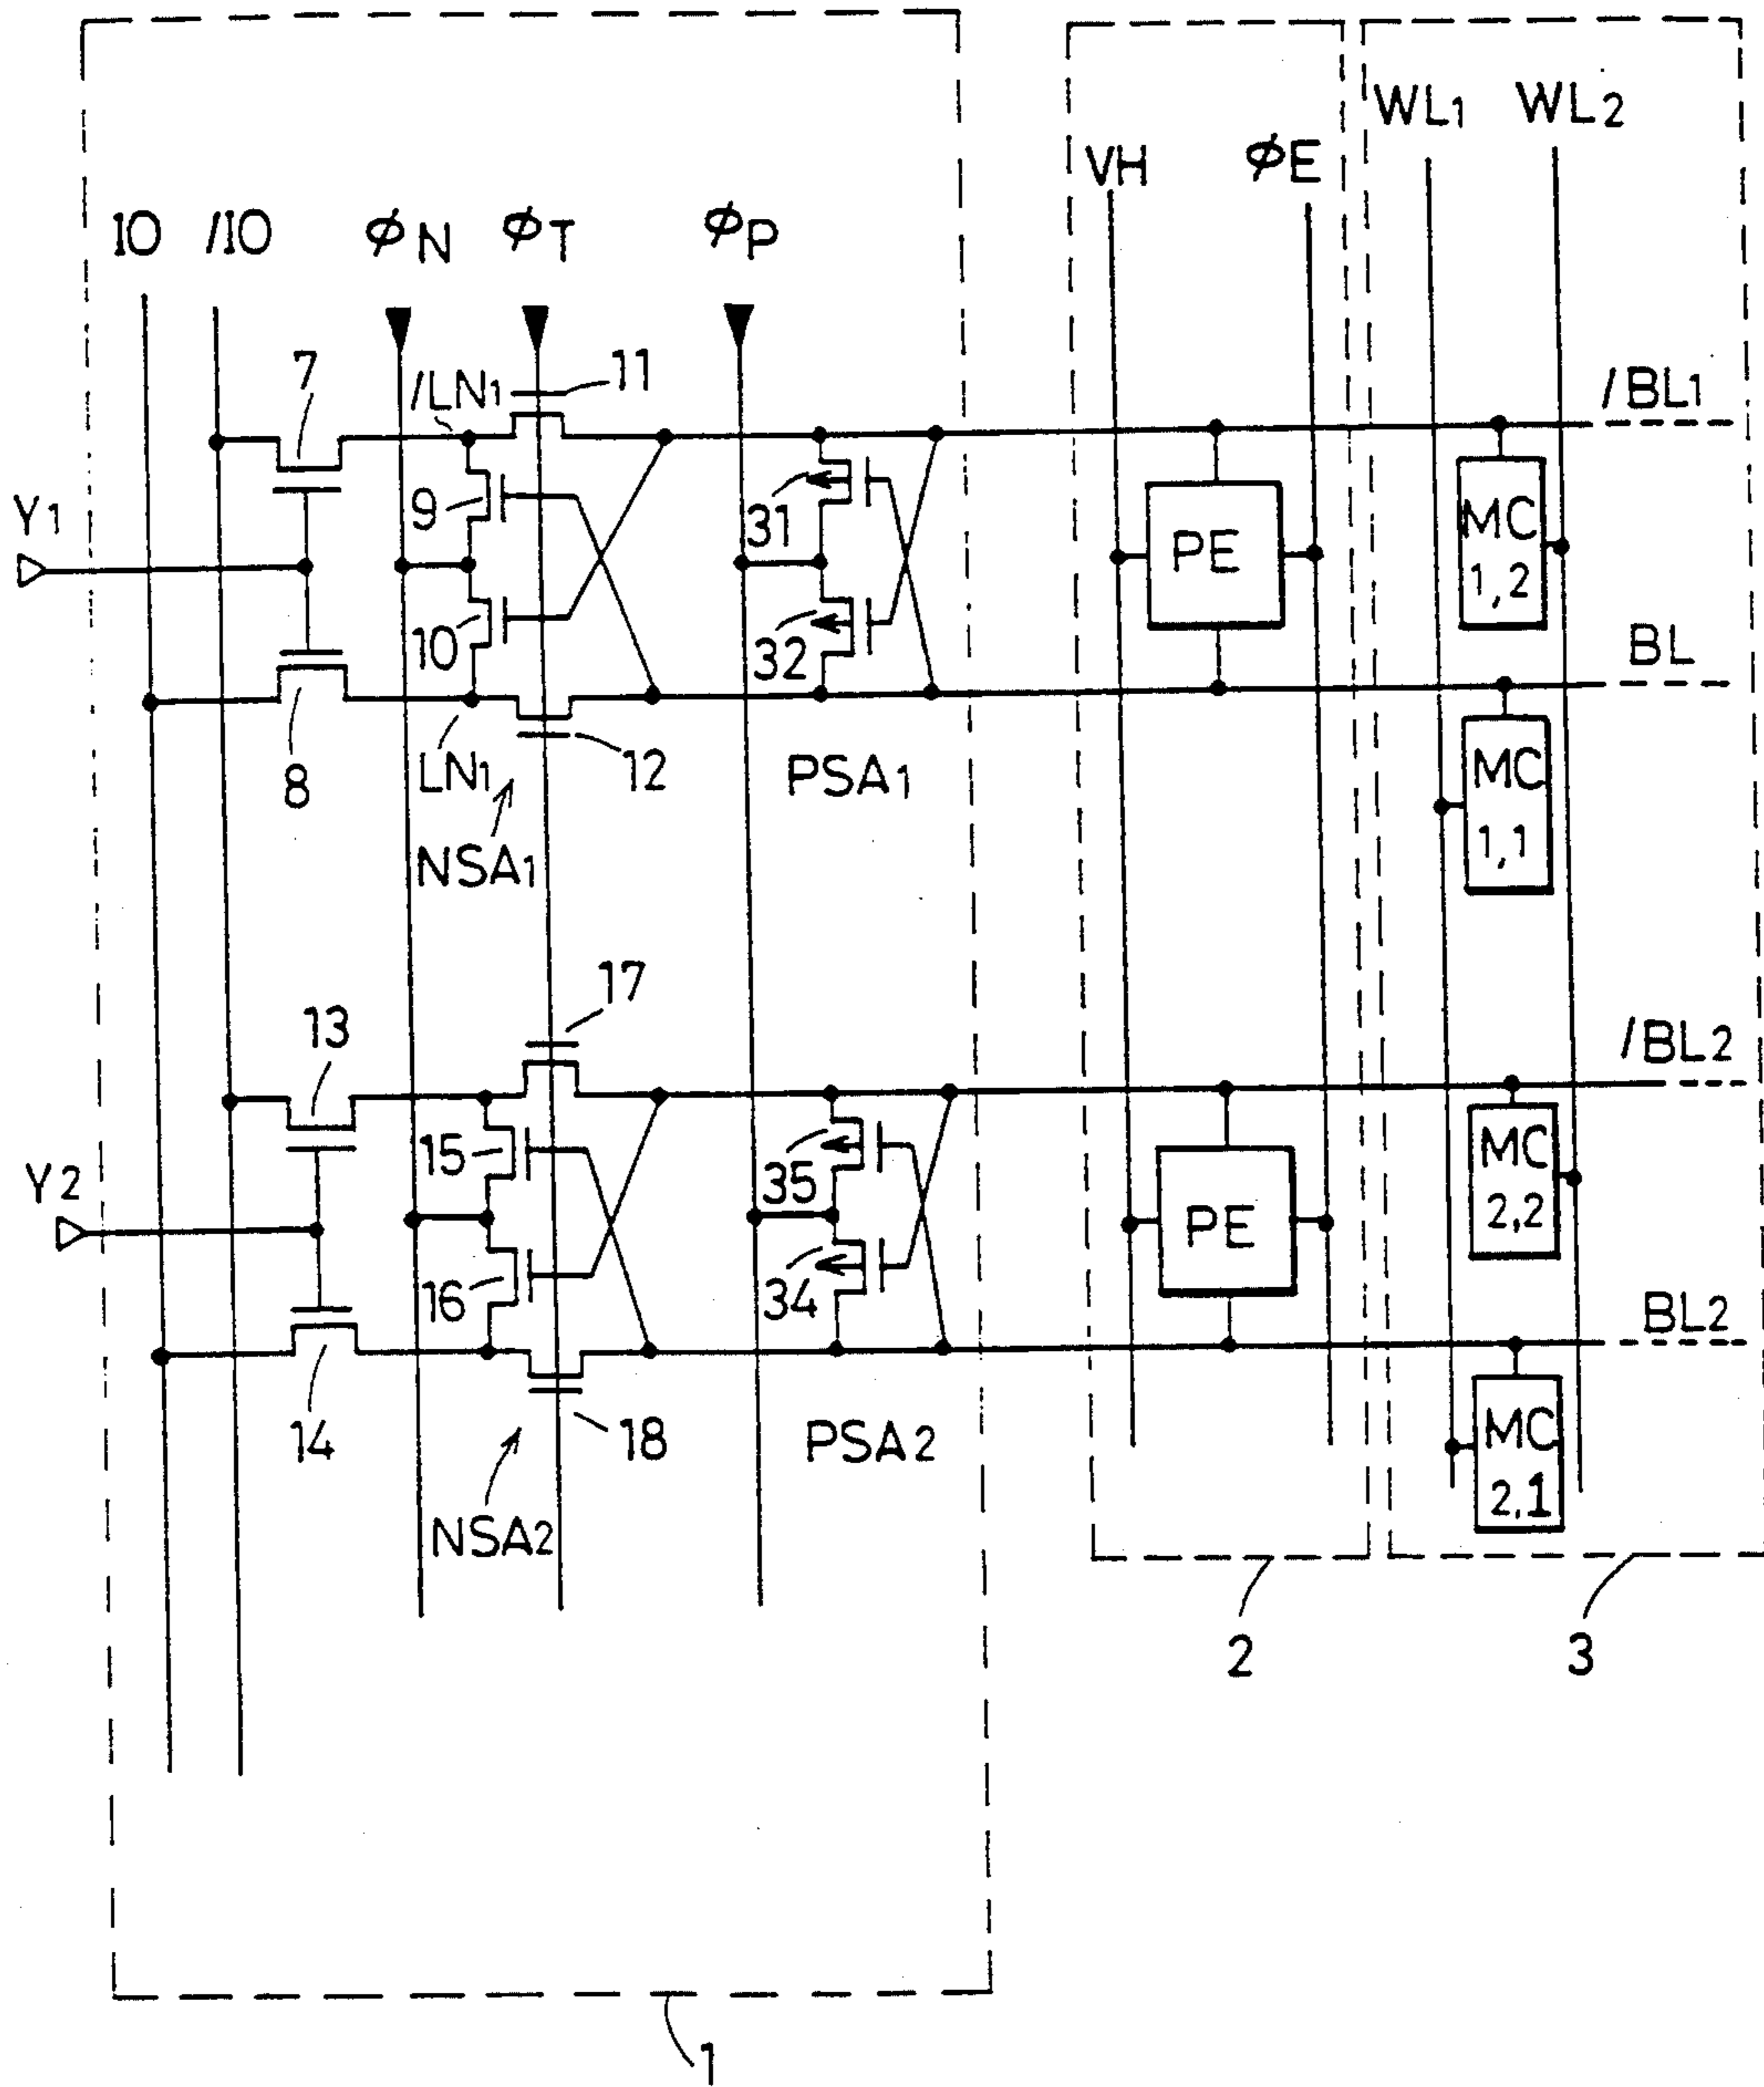 WL1 WL2
VH φE
IO /IO φN φT φP
7 /LN1 11 /BL1
Y1 9 31 PE MC
1,2
10 32 BL
8 LN1 12 PSA1 MC
1,1
NSA1
17
13 /BL2
Y2 15 35 PE MC
2,2
16 34 BL2
14 18 PSA2 MC
2,1
NSA2
2 3
1